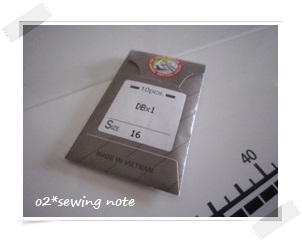 10pcs.
DBx1
SIZE 16
MADE IN VIETNAM
40
o2*sewing note